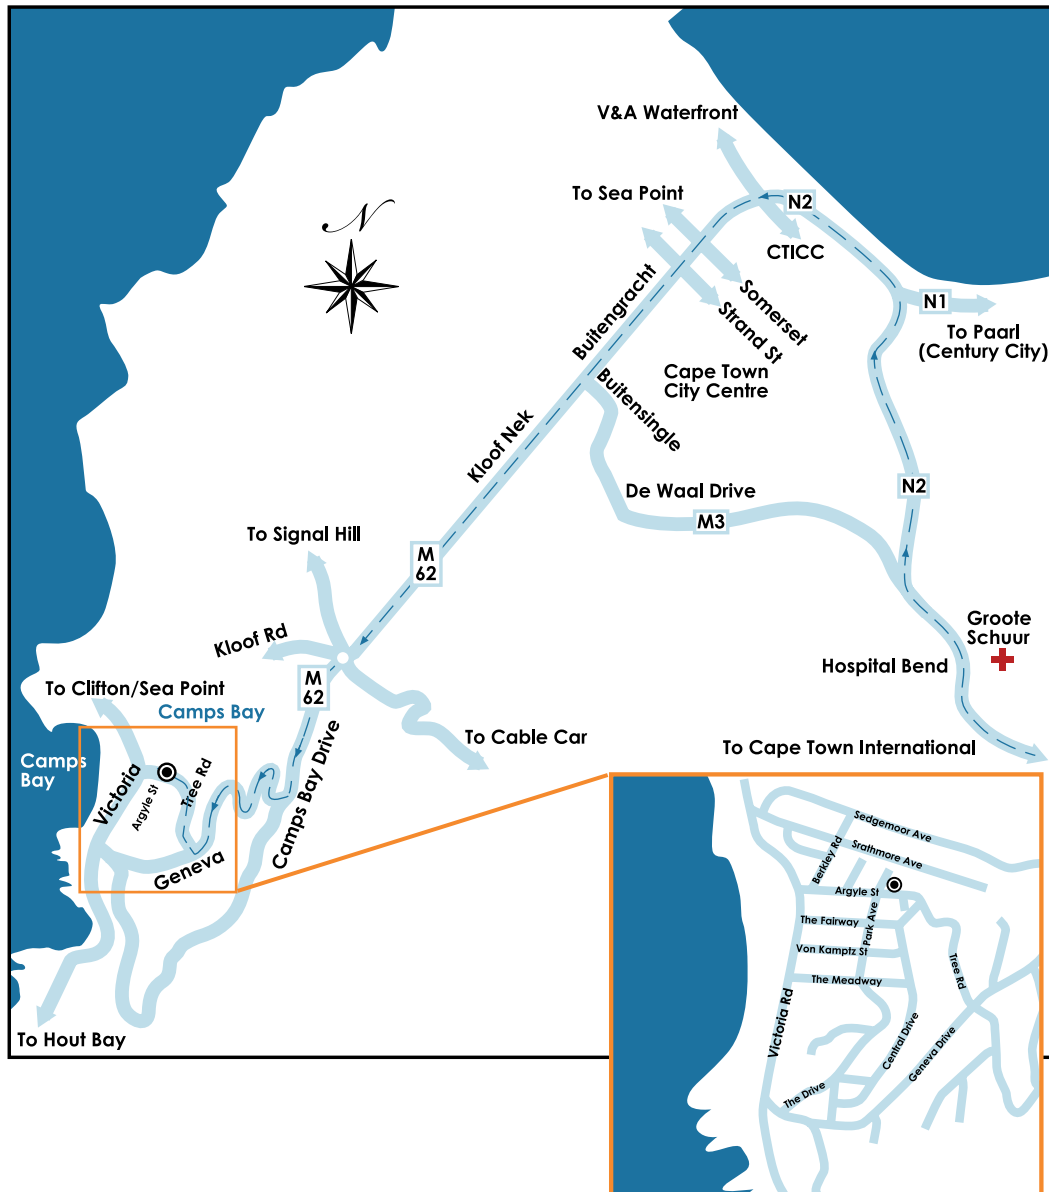 V&A Waterfront
N
To Sea Point
N2
CTICC
Buitengracht
Somerset
Strand St
N1
To Paarl
(Century City)
Cape Town
City Centre
Buitensingle
Kloof Nek
De Waal Drive
N2
M3
To Signal Hill
M
62
Groote
Schuur
Kloof Rd
Hospital Bend
M
62
To Clifton/Sea Point
Camps Bay
To Cable Car
To Cape Town International
Camps
Bay
Victoria
Argyle St
Tree Rd
Camps Bay Drive
Geneva
To Hout Bay
Sedgemoor Ave
Srathmore Ave
Berkley Rd
Argyle St
Park Ave
The Fairway
Von Kamptz St
The Meadway
Tree Rd
Victoria Rd
Central Drive
Geneva Drive
The Drive